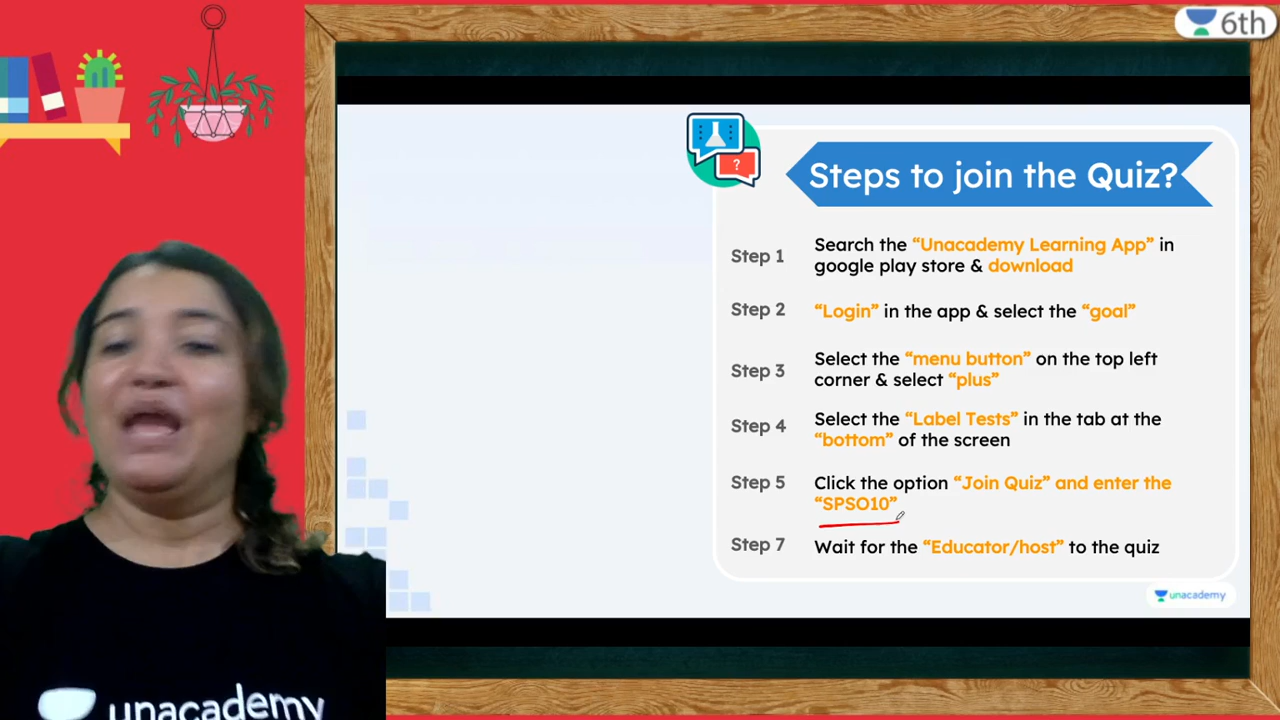 6th
?
Steps to join the Quiz?
Step 1
Search the “Unacademy Learning App” in
google play store & download
Step 2
“Login” in the app & select the “goal”
Step 3
Select the “menu button” on the top left
corner & select “plus”
Step 4
Select the “Label Tests” in the tab at the
“bottom” of the screen
Step 5
Click the option “Join Quiz” and enter the
“SPSO10”
Step 7
Wait for the “Educator/host” to the quiz
unacademy
unacademy